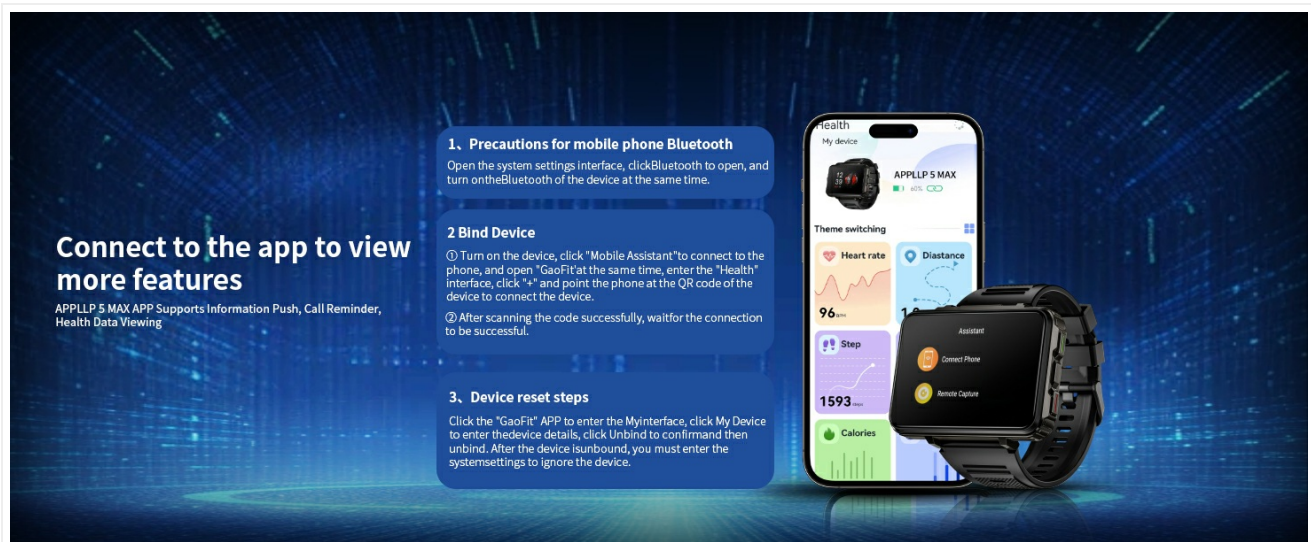 Connect to the app to view
more features
APPLLP 5 MAX APP Supports Information Push, Call Reminder,
Health Data Viewing
1、Precautions for mobile phone Bluetooth
Open the system settings interface, clickBluetooth to open, and
turn ontheBluetooth of the device at the same time.
2 Bind Device
① Turn on the device, click "Mobile Assistant"to connect to the
phone, and open "GaoFit'at the same time, enter the "Health"
interface, click "+" and point the phone at the QR code of the
device to connect the device.
② After scanning the code successfully, waitfor the connection
to be successful.
3、Device reset steps
Click the "GaoFit" APP to enter the Myinterface, click My Device
to enter thedevice details, click Unbind to confirmand then
unbind. After the device isunbound, you must enter the
systemsettings to ignore the device.
Health
My device
APPLLP 5 MAX
60%
Theme switching
Heart rate
Diastance
96
Step
1593
Calories
Assistant
Connect Phone
Remote Capture